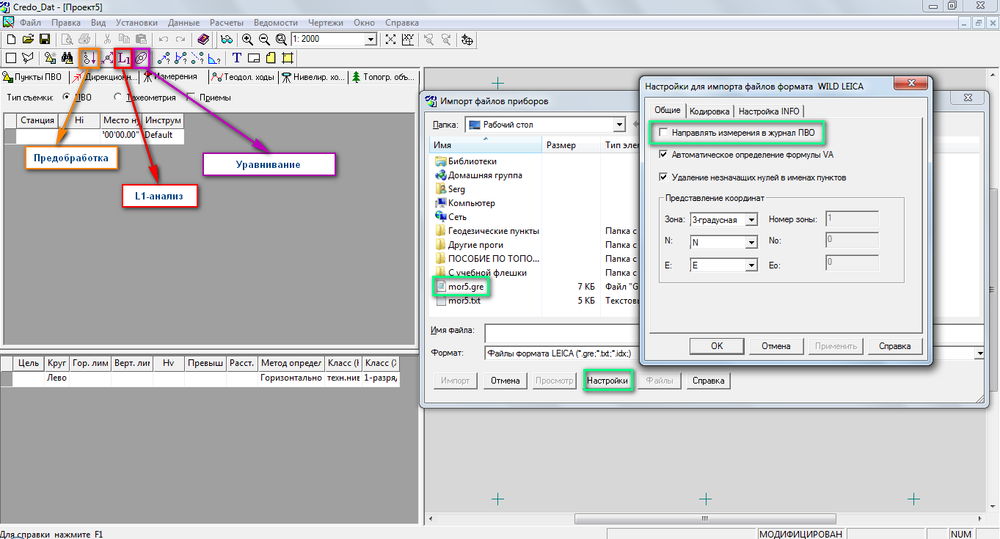 Credo_Dat - [Проект5]
Файл Правка Вид Установки Данные Расчеты Ведомости Чертежи Окно Справка
1: 2000
L1
T
Пункты ПВО Дирекционн... Измерения Теодол. ходы Нивелир. хо... Топогр. объ...
Тип съемки: ПВО Тахеометрия Приемы
Станция Hi Место н Инструм
°00'00.00" Default
Предобработка
L1-анализ
Уравнивание
Цель Круг Гор. лим Верт. лим Hv Превыш Расст. Метод определ Класс (H Класс (X
Лево Горизонтально техн.нив 1-разряд
Импорт файлов приборов
Папка: Рабочий стол
Имя Размер Тип элем
Библиотеки
Домашняя группа
Serg
Компьютер
Сеть
Геодезические пункты Папка с
Другие проги Папка с
ПОСОБИЕ ПО ТОПО... Папка с
С учебной флешки Папка с
mor5.gre 7 КБ Файл "G
mor5.txt 5 КБ Текстовы
Имя файла:
Формат: Файлы формата LEICA (*.gre;*.txt;*.idx;)
Импорт Отмена Просмотр Настройки Файлы Справка
Настройки для импорта файлов формата WILD LEICA
Общие Кодировка Настройка INFO
Направлять измерения в журнал ПВО
Автоматическое определение формулы VA
Удаление незначащих нулей в именах пунктов
Представление координат
Зона: 3-градусная Номер зоны: 1
N: N No: 0
E: E Eo: 0
OK Отмена Применить Справка
Для справки нажмите F1
МОДИФИЦИРОВАН NUM